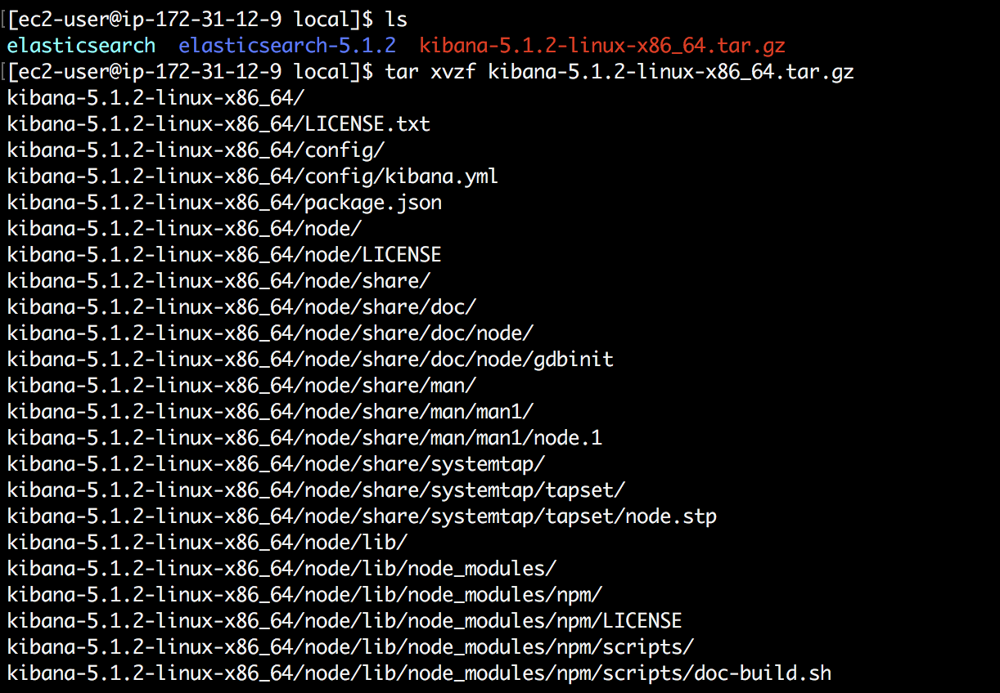 [[ec2-user@ip-172-31-12-9 local]$ ls
elasticsearch  elasticsearch-5.1.2  kibana-5.1.2-linux-x86_64.tar.gz
[[ec2-user@ip-172-31-12-9 local]$ tar xvzf kibana-5.1.2-linux-x86_64.tar.gz
kibana-5.1.2-linux-x86_64/
kibana-5.1.2-linux-x86_64/LICENSE.txt
kibana-5.1.2-linux-x86_64/config/
kibana-5.1.2-linux-x86_64/config/kibana.yml
kibana-5.1.2-linux-x86_64/package.json
kibana-5.1.2-linux-x86_64/node/
kibana-5.1.2-linux-x86_64/node/LICENSE
kibana-5.1.2-linux-x86_64/node/share/
kibana-5.1.2-linux-x86_64/node/share/doc/
kibana-5.1.2-linux-x86_64/node/share/doc/node/
kibana-5.1.2-linux-x86_64/node/share/doc/node/gdbinit
kibana-5.1.2-linux-x86_64/node/share/man/
kibana-5.1.2-linux-x86_64/node/share/man/man1/
kibana-5.1.2-linux-x86_64/node/share/man/man1/node.1
kibana-5.1.2-linux-x86_64/node/share/systemtap/
kibana-5.1.2-linux-x86_64/node/share/systemtap/tapset/
kibana-5.1.2-linux-x86_64/node/share/systemtap/tapset/node.stp
kibana-5.1.2-linux-x86_64/node/lib/
kibana-5.1.2-linux-x86_64/node/lib/node_modules/
kibana-5.1.2-linux-x86_64/node/lib/node_modules/npm/
kibana-5.1.2-linux-x86_64/node/lib/node_modules/npm/LICENSE
kibana-5.1.2-linux-x86_64/node/lib/node_modules/npm/scripts/
kibana-5.1.2-linux-x86_64/node/lib/node_modules/npm/scripts/doc-build.sh